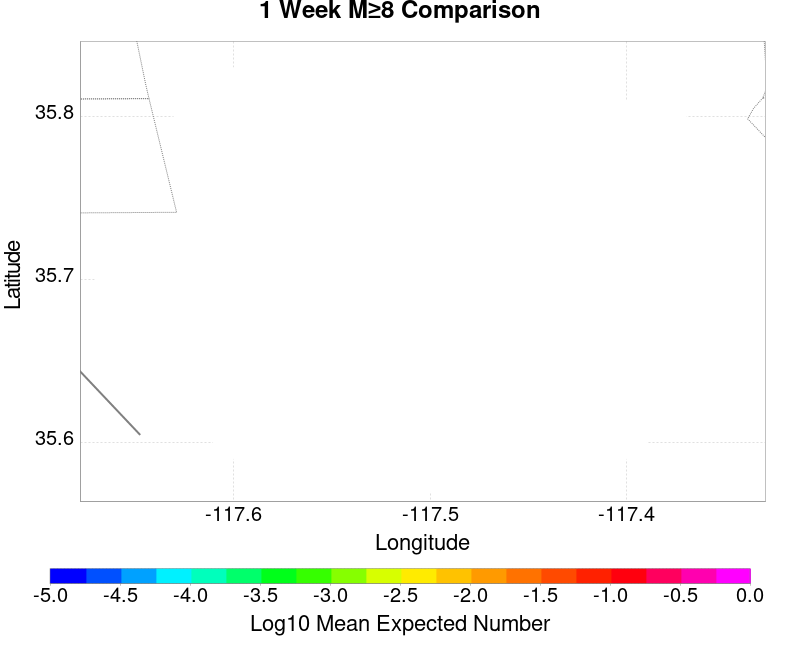 1 Week M≥8 Comparison
35.8
35.7
35.6
Latitude
-117.6 -117.5 -117.4
Longitude
-5.0 -4.5 -4.0 -3.5 -3.0 -2.5 -2.0 -1.5 -1.0 -0.5 0.0
Log10 Mean Expected Number